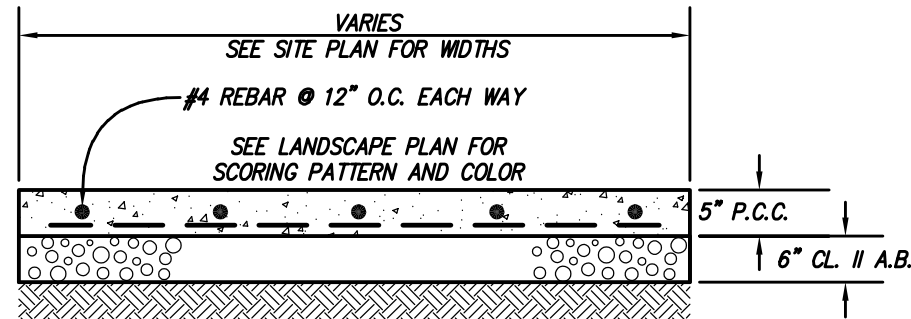 VARIES
SEE SITE PLAN FOR WIDTHS
#4 REBAR @ 12" O.C. EACH WAY
SEE LANDSCAPE PLAN FOR
SCORING PATTERN AND COLOR
5" P.C.C.
6" CL. II A.B.